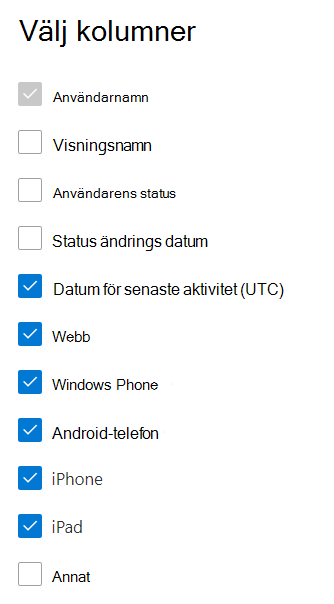 Välj kolumner
Användarnamn
Visningsnamn
Användarens status
Status ändrings datum
Datum för senaste aktivitet (UTC)
Webb
Windows Phone
Android-telefon
iPhone
iPad
Annat